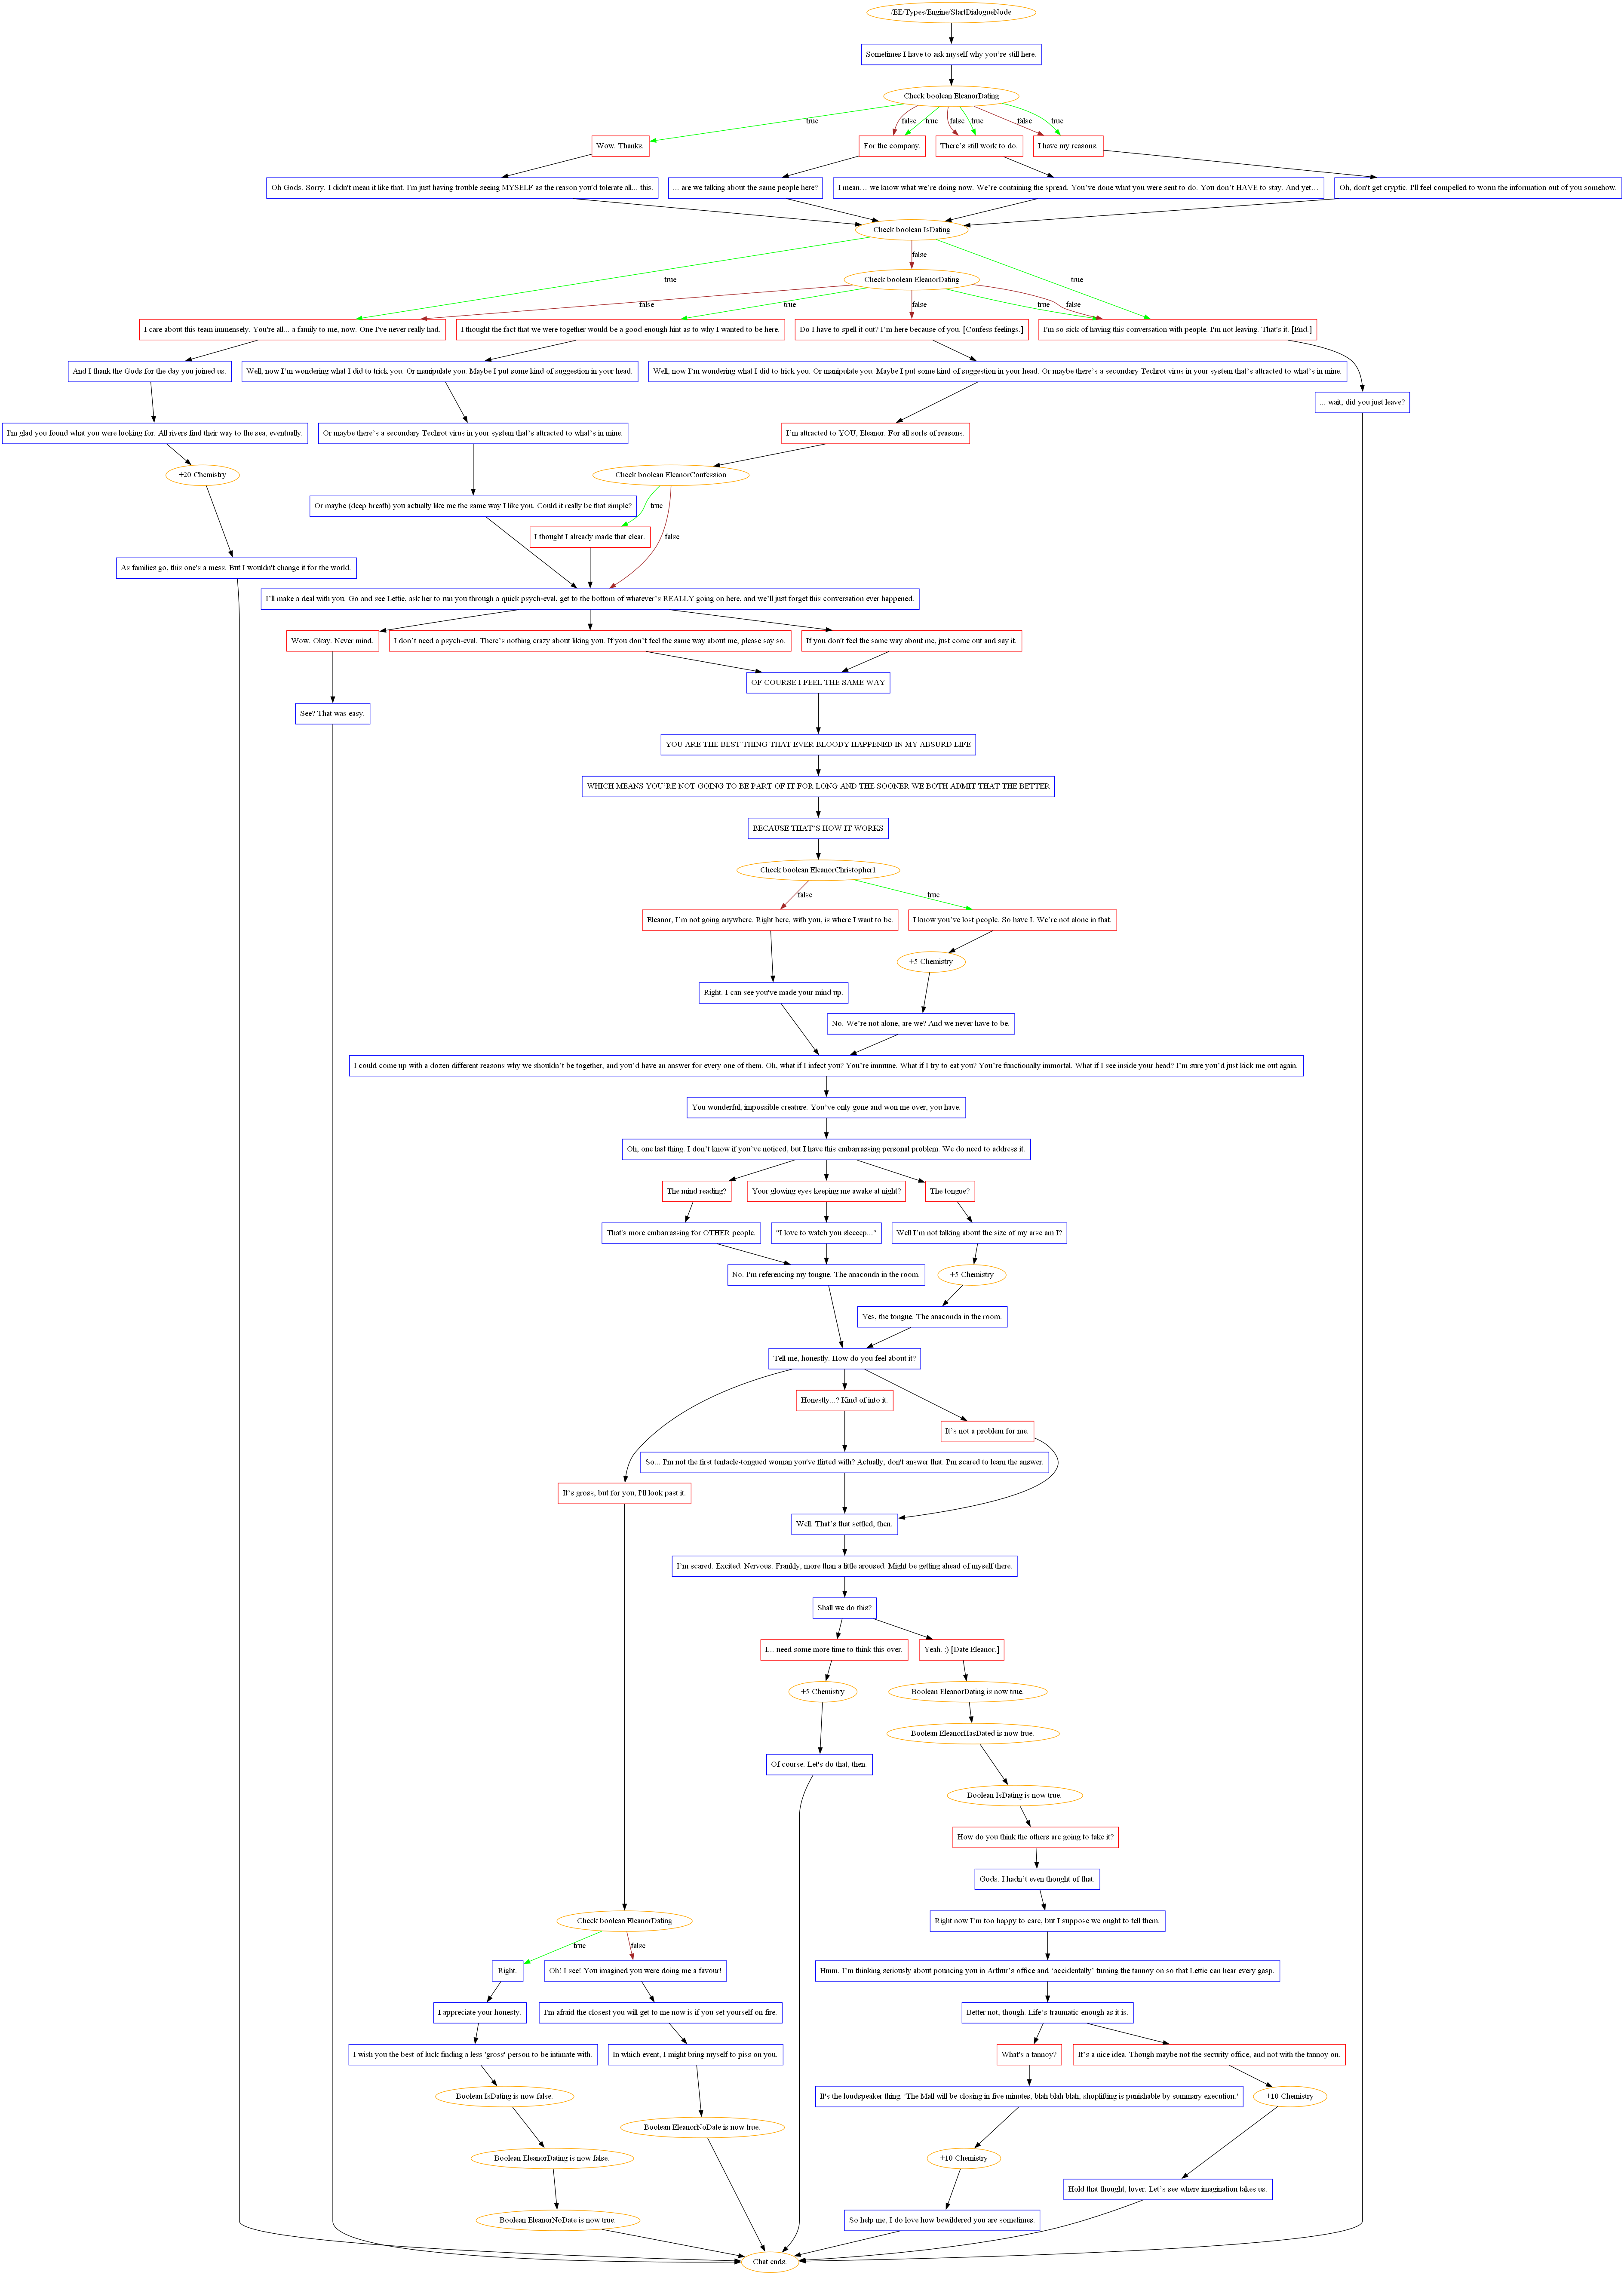 /EE/Types/Engine/StartDialogueNode
Sometimes I have to ask myself why you're still here.
Check boolean EleanorDating
true
false
true
false
true
false
true
Wow. Thanks.
For the company.
There's still work to do.
I have my reasons.
Oh Gods. Sorry. I didn't mean it like that. I'm just having trouble seeing MYSELF as the reason you'd tolerate all... this.
... are we talking about the same people here?
I mean… we know what we're doing now. We're containing the spread. You've done what you were sent to do. You don't HAVE to stay. And yet…
Oh, don't get cryptic. I'll feel compelled to worm the information out of you somehow.
Check boolean IsDating
false
true
true
Check boolean EleanorDating
false
true
false
true
false
I care about this team immensely. You're all... a family to me, now. One I've never really had.
I thought the fact that we were together would be a good enough hint as to why I wanted to be here.
Do I have to spell it out? I'm here because of you. [Confess feelings.]
I'm so sick of having this conversation with people. I'm not leaving. That's it. [End.]
And I thank the Gods for the day you joined us.
Well, now I'm wondering what I did to trick you. Or manipulate you. Maybe I put some kind of suggestion in your head.
Well, now I'm wondering what I did to trick you. Or manipulate you. Maybe I put some kind of suggestion in your head. Or maybe there's a secondary Techrot virus in your system that's attracted to what's in mine.
... wait, did you just leave?
I'm glad you found what you were looking for. All rivers find their way to the sea, eventually.
Or maybe there's a secondary Techrot virus in your system that's attracted to what's in mine.
I'm attracted to YOU, Eleanor. For all sorts of reasons.
+20 Chemistry
Check boolean EleanorConfession
Or maybe (deep breath) you actually like me the same way I like you. Could it really be that simple?
true
I thought I already made that clear.
false
As families go, this one's a mess. But I wouldn't change it for the world.
I'll make a deal with you. Go and see Lettie, ask her to run you through a quick psych-eval, get to the bottom of whatever's REALLY going on here, and we'll just forget this conversation ever happened.
Wow. Okay. Never mind.
I don't need a psych-eval. There's nothing crazy about liking you. If you don't feel the same way about me, please say so.
If you don't feel the same way about me, just come out and say it.
OF COURSE I FEEL THE SAME WAY
See? That was easy.
YOU ARE THE BEST THING THAT EVER BLOODY HAPPENED IN MY ABSURD LIFE
WHICH MEANS YOU'RE NOT GOING TO BE PART OF IT FOR LONG AND THE SOONER WE BOTH ADMIT THAT THE BETTER
BECAUSE THAT'S HOW IT WORKS
Check boolean EleanorChristopher1
false
true
Eleanor, I'm not going anywhere. Right here, with you, is where I want to be.
I know you've lost people. So have I. We're not alone in that.
+5 Chemistry
Right. I can see you've made your mind up.
No. We're not alone, are we? And we never have to be.
I could come up with a dozen different reasons why we shouldn't be together, and you'd have an answer for every one of them. Oh, what if I infect you? You're immune. What if I try to eat you? You're functionally immortal. What if I see inside your head? I'm sure you'd just kick me out again.
You wonderful, impossible creature. You've only gone and won me over, you have.
Oh, one last thing. I don't know if you've noticed, but I have this embarrassing personal problem. We do need to address it.
The mind reading?
Your glowing eyes keeping me awake at night?
The tongue?
That's more embarrassing for OTHER people.
"I love to watch you sleeeep..."
Well I'm not talking about the size of my arse am I?
No. I'm referencing my tongue. The anaconda in the room.
+5 Chemistry
Yes, the tongue. The anaconda in the room.
Tell me, honestly. How do you feel about it?
Honestly...? Kind of into it.
It's not a problem for me.
So... I'm not the first tentacle-tongued woman you've flirted with? Actually, don't answer that. I'm scared to learn the answer.
It's gross, but for you, I'll look past it.
Well. That's that settled, then.
I'm scared. Excited. Nervous. Frankly, more than a little aroused. Might be getting ahead of myself there.
Shall we do this?
I... need some more time to think this over.
Yeah. :) [Date Eleanor.]
+5 Chemistry
Boolean EleanorDating is now true.
Boolean EleanorHasDated is now true.
Of course. Let's do that, then.
Boolean IsDating is now true.
How do you think the others are going to take it?
Gods. I hadn't even thought of that.
Check boolean EleanorDating
Right now I'm too happy to care, but I suppose we ought to tell them.
true
false
Right.
Oh! I see! You imagined you were doing me a favour!
Hmm. I'm thinking seriously about pouncing you in Arthur's office and 'accidentally' turning the tannoy on so that Lettie can hear every gasp.
I appreciate your honesty.
I'm afraid the closest you will get to me now is if you set yourself on fire.
Better not, though. Life's traumatic enough as it is.
I wish you the best of luck finding a less 'gross' person to be intimate with.
In which event, I might bring myself to piss on you.
What's a tannoy?
It's a nice idea. Though maybe not the security office, and not with the tannoy on.
Boolean IsDating is now false.
It's the loudspeaker thing. 'The Mall will be closing in five minutes, blah blah blah, shoplifting is punishable by summary execution.'
+10 Chemistry
Boolean EleanorNoDate is now true.
Boolean EleanorDating is now false.
+10 Chemistry
Hold that thought, lover. Let's see where imagination takes us.
Boolean EleanorNoDate is now true.
So help me, I do love how bewildered you are sometimes.
Chat ends.